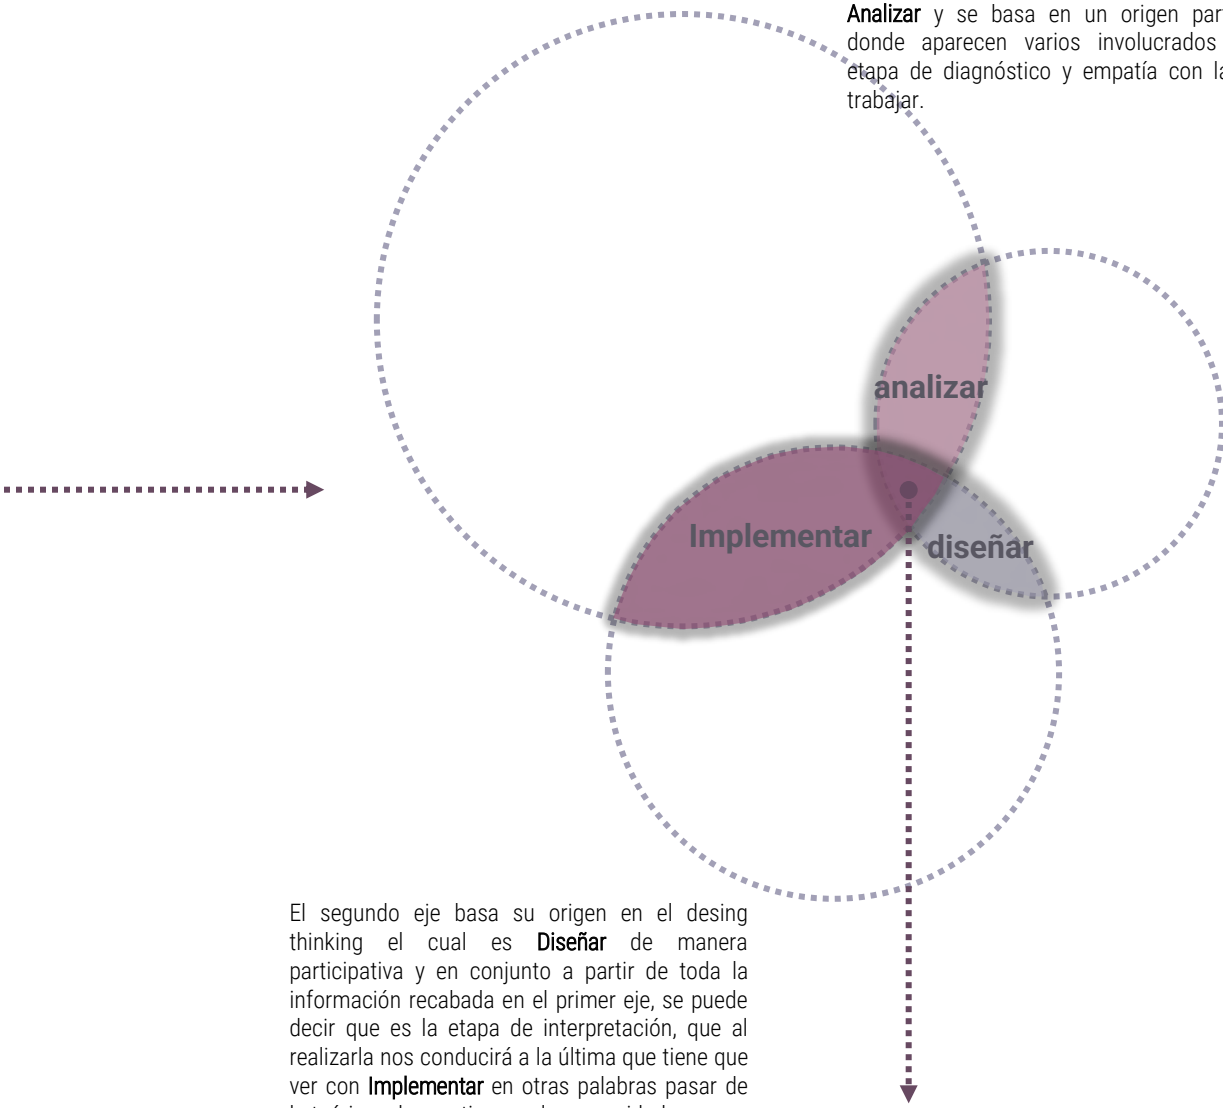 Analizar y se basa en un origen
donde aparecen varios involucrados
etapa de diagnóstico y empatía con
trabajar.
analizar
Implementar
diseñar
El segundo eje basa su origen en el desing
thinking el cual es Diseñar de manera
participativa y en conjunto a partir de toda la
información recabada en el primer eje, se puede
decir que es la etapa de interpretación, que al
realizarla nos conducirá a la última que tiene que
ver con Implementar en otras palabras pasar de